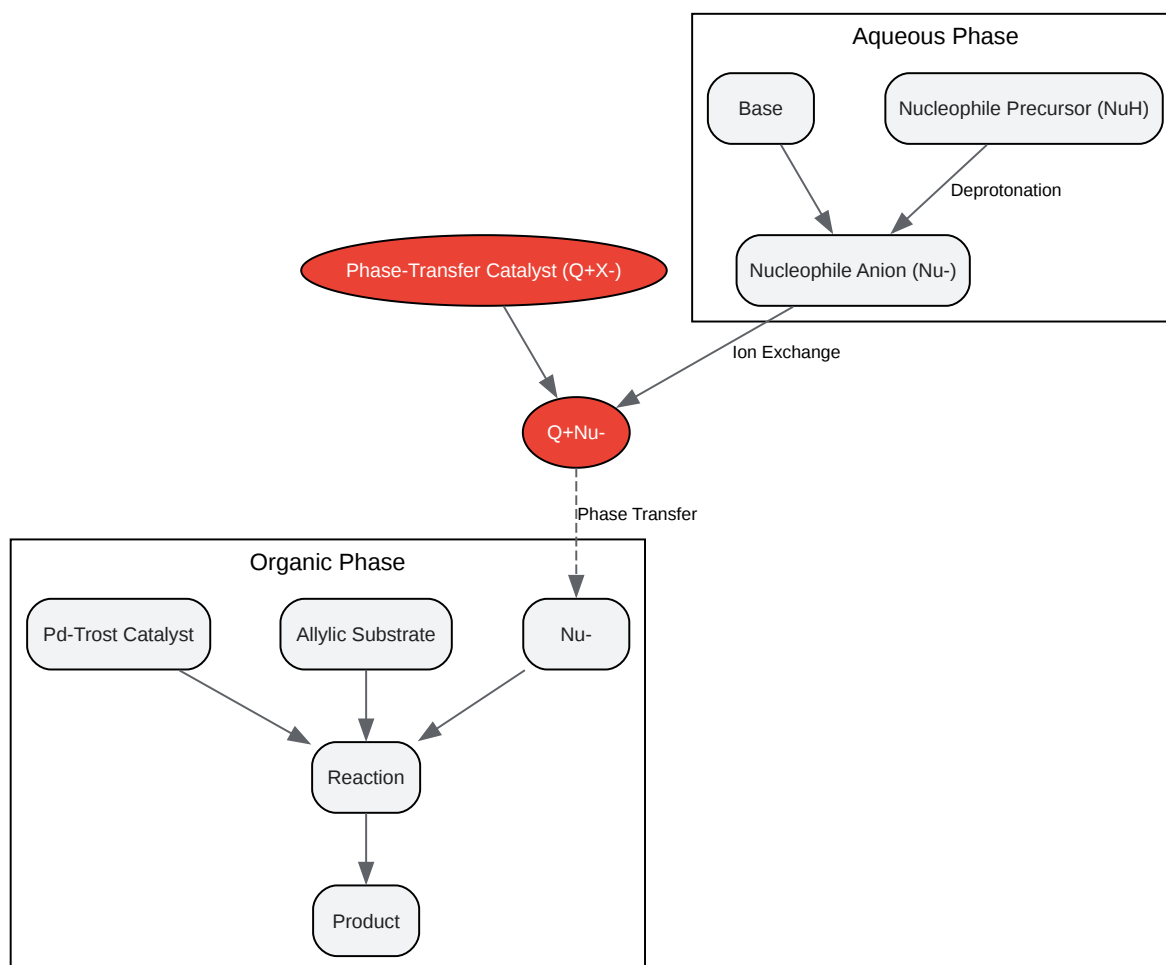 Aqueous Phase
Base
Nucleophile Precursor (NuH)
Deprotonation
Phase-Transfer Catalyst (Q+X-)
Nucleophile Anion (Nu-)
Ion Exchange
Q+Nu-
Phase Transfer
Organic Phase
Pd-Trost Catalyst
Allylic Substrate
Nu-
Reaction
Product